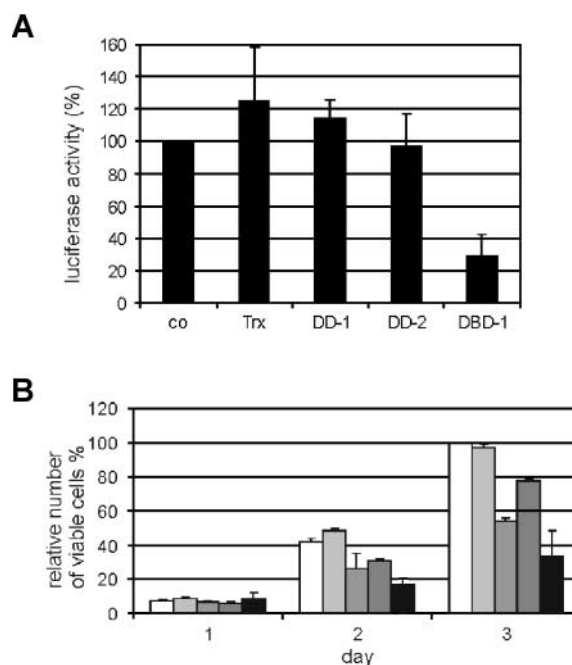 A
160
140
120
100
80
60
40
20
0
luciferase activity (%)
co Trx DD-1 DD-2 DBD-1
B
120
100
80
60
40
20
0
relative number
of viable cells %
1 2 3
day